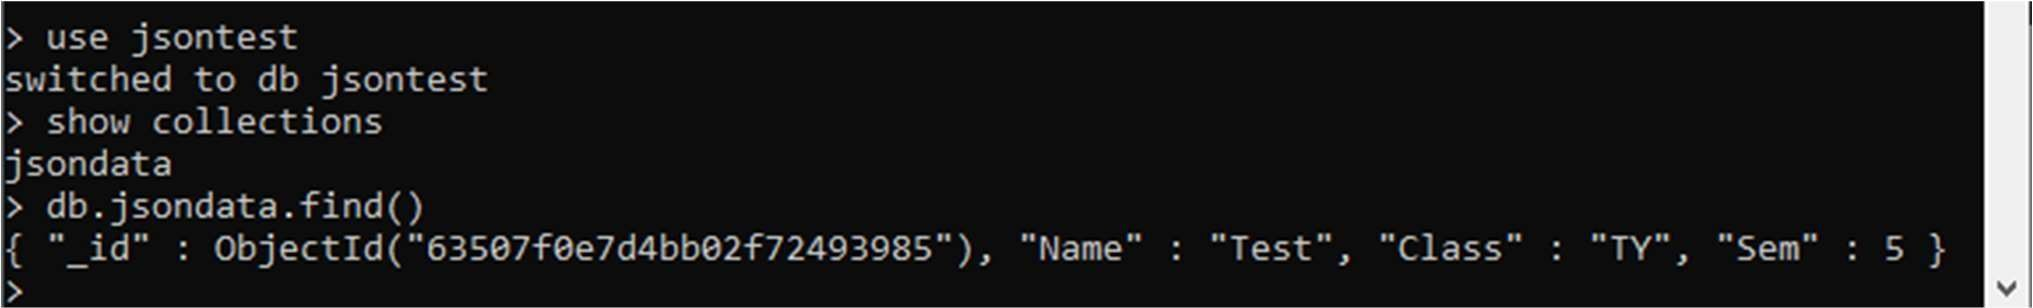 > use jsontest
switched to db jsontest
> show collections
jsondata
> db.jsondata.find()
{ "_id" : ObjectId("63507f0e7d4bb02f72493985"), "Name" : "Test", "Class" : "TY", "Sem" : 5 }
>